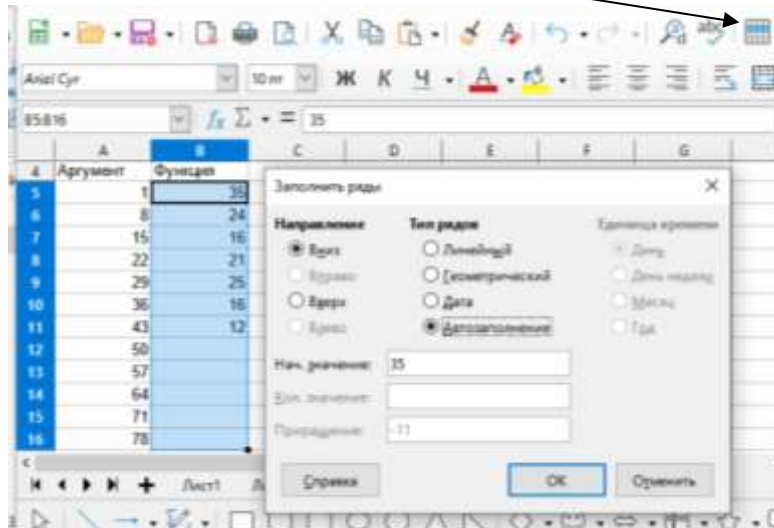 Arial Cyr 10 пт Ж К Ч А
B5:B16 fx Σ = 35
A B C D E F G
4 Аргумент Функция
5 1 35
6 8 24
7 15 16
8 22 21
9 29 25
10 36 16
11 43 12
12 50
13 57
14 64
15 71
16 78
Заполнить ряды
Направление Тип рядов Единица времени
Вниз Линейный День
Вправо Геометрический День недели
Вверх Дата Месяц
Влево Автозаполнение Год
Нач. значение: 35
Кон. значение:
Приращение: -11
Справка ОК Отменить
Лист1